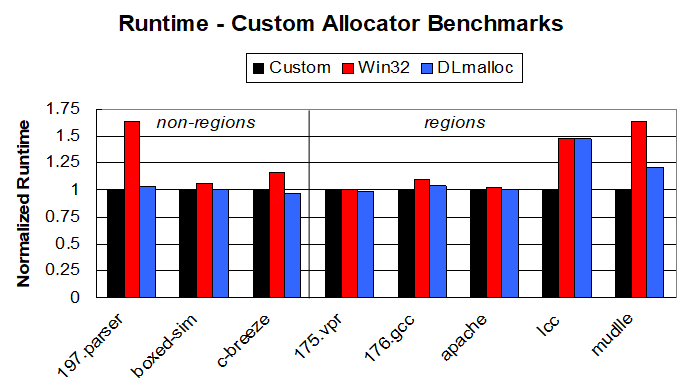 Runtime - Custom Allocator Benchmarks
Custom Win32 DLmalloc
Normalized Runtime
1.75
1.5
1.25
1
0.75
0.5
0.25
0
non-regions regions
197.parser
boxed-sim
c-breeze
175.vpr
176.gcc
apache
lcc
mudlle